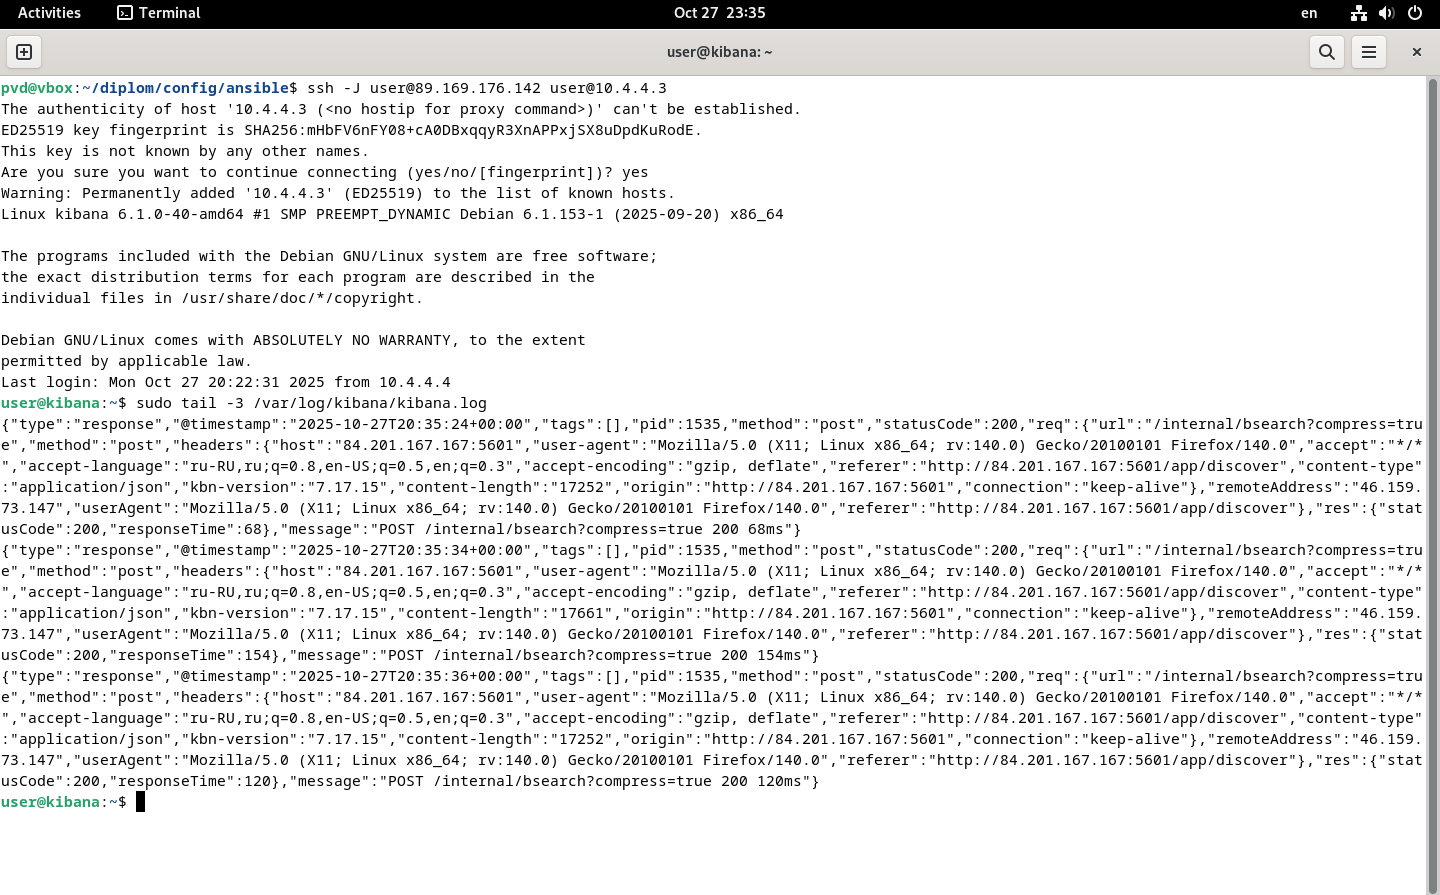 Activities Terminal Oct 27 23:35 en
user@kibana: ~
pvd@vbox:~/diplom/config/ansible$ ssh -J user@89.169.176.142 user@10.4.4.3
The authenticity of host '10.4.4.3 (<no hostip for proxy command>)' can't be established.
ED25519 key fingerprint is SHA256:mHbFV6nFY08+cA0DBxqqyR3XnAPPxjSX8uDpdKuRodE.
This key is not known by any other names.
Are you sure you want to continue connecting (yes/no/[fingerprint])? yes
Warning: Permanently added '10.4.4.3' (ED25519) to the list of known hosts.
Linux kibana 6.1.0-40-amd64 #1 SMP PREEMPT_DYNAMIC Debian 6.1.153-1 (2025-09-20) x86_64
The programs included with the Debian GNU/Linux system are free software;
the exact distribution terms for each program are described in the
individual files in /usr/share/doc/*/copyright.
Debian GNU/Linux comes with ABSOLUTELY NO WARRANTY, to the extent
permitted by applicable law.
Last login: Mon Oct 27 20:22:31 2025 from 10.4.4.4
user@kibana:~$ sudo tail -3 /var/log/kibana/kibana.log
{"type":"response","@timestamp":"2025-10-27T20:35:24+00:00","tags":[],"pid":1535,"method":"post","statusCode":200,"req":{"url":"/internal/bsearch?compress=tru
e","method":"post","headers":{"host":"84.201.167.167:5601","user-agent":"Mozilla/5.0 (X11; Linux x86_64; rv:140.0) Gecko/20100101 Firefox/140.0","accept":"*/*
","accept-language":"ru-RU,ru;q=0.8,en-US;q=0.5,en;q=0.3","accept-encoding":"gzip, deflate","referer":"http://84.201.167.167:5601/app/discover","content-type"
:"application/json","kbn-version":"7.17.15","content-length":"17252","origin":"http://84.201.167.167:5601","connection":"keep-alive"},"remoteAddress":"46.159.
73.147","userAgent":"Mozilla/5.0 (X11; Linux x86_64; rv:140.0) Gecko/20100101 Firefox/140.0","referer":"http://84.201.167.167:5601/app/discover"},"res":{"stat
usCode":200,"responseTime":68},"message":"POST /internal/bsearch?compress=true 200 68ms"}
{"type":"response","@timestamp":"2025-10-27T20:35:34+00:00","tags":[],"pid":1535,"method":"post","statusCode":200,"req":{"url":"/internal/bsearch?compress=tru
e","method":"post","headers":{"host":"84.201.167.167:5601","user-agent":"Mozilla/5.0 (X11; Linux x86_64; rv:140.0) Gecko/20100101 Firefox/140.0","accept":"*/*
","accept-language":"ru-RU,ru;q=0.8,en-US;q=0.5,en;q=0.3","accept-encoding":"gzip, deflate","referer":"http://84.201.167.167:5601/app/discover","content-type"
:"application/json","kbn-version":"7.17.15","content-length":"17661","origin":"http://84.201.167.167:5601","connection":"keep-alive"},"remoteAddress":"46.159.
73.147","userAgent":"Mozilla/5.0 (X11; Linux x86_64; rv:140.0) Gecko/20100101 Firefox/140.0","referer":"http://84.201.167.167:5601/app/discover"},"res":{"stat
usCode":200,"responseTime":154},"message":"POST /internal/bsearch?compress=true 200 154ms"}
{"type":"response","@timestamp":"2025-10-27T20:35:36+00:00","tags":[],"pid":1535,"method":"post","statusCode":200,"req":{"url":"/internal/bsearch?compress=tru
e","method":"post","headers":{"host":"84.201.167.167:5601","user-agent":"Mozilla/5.0 (X11; Linux x86_64; rv:140.0) Gecko/20100101 Firefox/140.0","accept":"*/*
","accept-language":"ru-RU,ru;q=0.8,en-US;q=0.5,en;q=0.3","accept-encoding":"gzip, deflate","referer":"http://84.201.167.167:5601/app/discover","content-type"
:"application/json","kbn-version":"7.17.15","content-length":"17252","origin":"http://84.201.167.167:5601","connection":"keep-alive"},"remoteAddress":"46.159.
73.147","userAgent":"Mozilla/5.0 (X11; Linux x86_64; rv:140.0) Gecko/20100101 Firefox/140.0","referer":"http://84.201.167.167:5601/app/discover"},"res":{"stat
usCode":200,"responseTime":120},"message":"POST /internal/bsearch?compress=true 200 120ms"}
user@kibana:~$